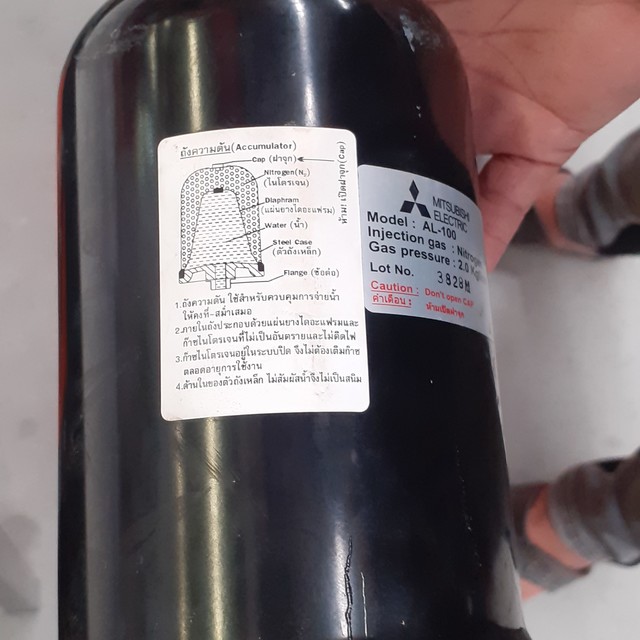 ถังความดัน(Accumulator)
Cap (ฝาจุก)
Nitrogen(N₂)
(ไนโตรเจน)
Diaphram
(แผ่นยางไดอะแฟรม)
Water (น้ำ)
Steel Case
(ตัวถังเหล็ก)
Flange (ข้อต่อ)
ห้าม! เปิดฝาจุก(Cap)
1.ถังความดัน ใช้สำหรับควบคุมการจ่ายน้ำ
ให้คงที่-สม่ำเสมอ
2.ภายในถังประกอบด้วยแผ่นยางไดอะแฟรมและ
ก๊าซไนโตรเจนที่ไม่เป็นอันตรายและไม่ติดไฟ
3.ก๊าซไนโตรเจนอยู่ในระบบปิด จึงไม่ต้องเติมก๊าซ
ตลอดอายุการใช้งาน
4.ด้านในของตัวถังเหล็ก ไม่สัมผัสน้ำจึงไม่เป็นสนิม
MITSUBISHI
ELECTRIC
Model : AL-100
Injection gas : Nitrogen
Gas pressure : 2.0
Lot No. 3829M
Caution : Don't open Cap
คำเตือน : ห้ามเปิดฝาจุก